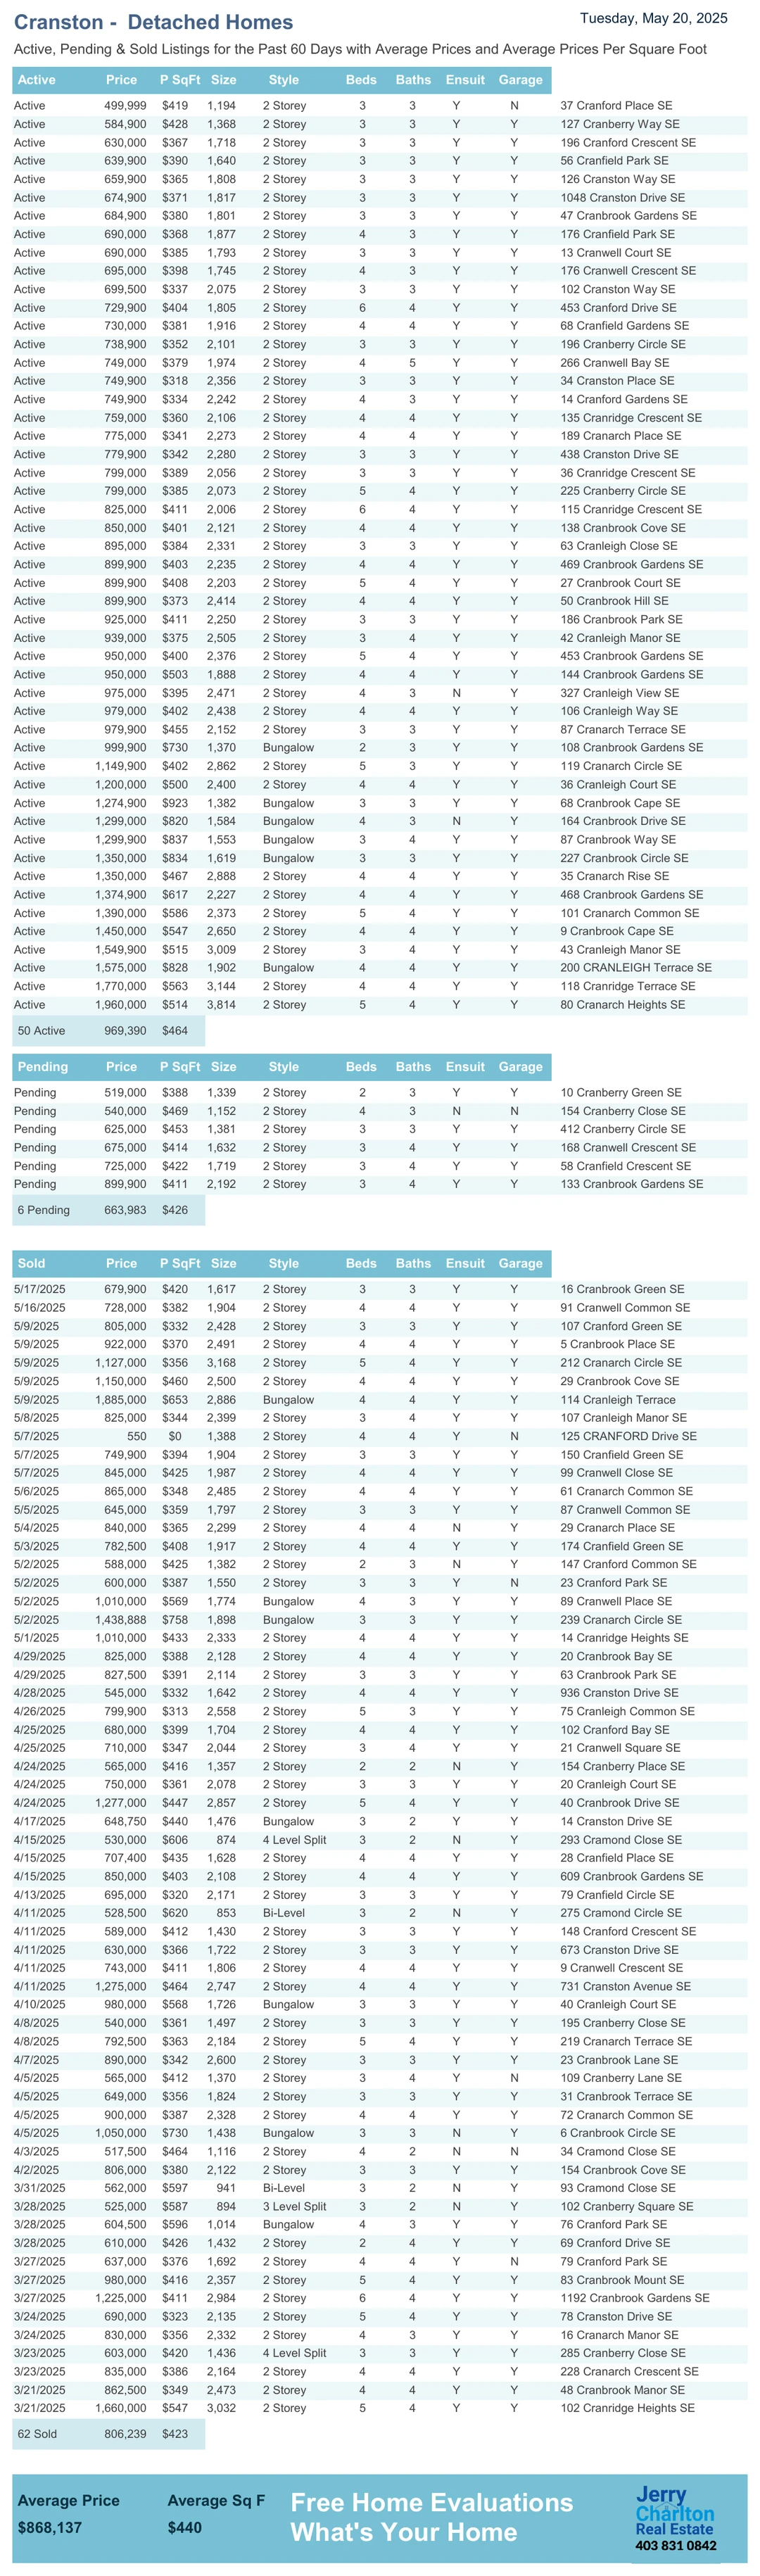 Cranston - Detached Homes Tuesday, May 20, 2025
Active, Pending & Sold Listings for the Past 60 Days with Average Prices and Average Prices Per Square Foot
Active Price P SqFt Size Style Beds Baths Ensuit Garage
Active 499,999 $419 1,194 2 Storey 3 3 Y N 37 Cranford Place SE
Active 584,900 $428 1,368 2 Storey 3 3 Y Y 127 Cranberry Way SE
Active 630,000 $367 1,718 2 Storey 3 3 Y Y 196 Cranford Crescent SE
Active 639,900 $390 1,640 2 Storey 3 3 Y Y 56 Cranfield Park SE
Active 659,900 $365 1,808 2 Storey 3 3 Y Y 126 Cranston Way SE
Active 674,900 $371 1,817 2 Storey 3 3 Y Y 1048 Cranston Drive SE
Active 684,900 $380 1,801 2 Storey 3 3 Y Y 47 Cranbrook Gardens SE
Active 690,000 $368 1,877 2 Storey 4 3 Y Y 176 Cranfield Park SE
Active 690,000 $385 1,793 2 Storey 3 3 Y Y 13 Cranwell Court SE
Active 695,000 $398 1,745 2 Storey 4 3 Y Y 176 Cranwell Crescent SE
Active 699,500 $337 2,075 2 Storey 3 3 Y Y 102 Cranston Way SE
Active 729,900 $404 1,805 2 Storey 6 4 Y Y 453 Cranford Drive SE
Active 730,000 $381 1,916 2 Storey 4 4 Y Y 68 Cranfield Gardens SE
Active 738,900 $352 2,101 2 Storey 3 3 Y Y 196 Cranberry Circle SE
Active 749,000 $379 1,974 2 Storey 4 5 Y Y 266 Cranwell Bay SE
Active 749,900 $318 2,356 2 Storey 3 3 Y Y 34 Cranston Place SE
Active 749,900 $334 2,242 2 Storey 4 3 Y Y 14 Cranford Gardens SE
Active 759,000 $360 2,106 2 Storey 4 4 Y Y 135 Cranridge Crescent SE
Active 775,000 $341 2,273 2 Storey 4 4 Y Y 189 Cranarch Place SE
Active 779,900 $342 2,280 2 Storey 3 3 Y Y 438 Cranston Drive SE
Active 799,000 $389 2,056 2 Storey 3 3 Y Y 36 Cranridge Crescent SE
Active 799,000 $385 2,073 2 Storey 5 4 Y Y 225 Cranberry Circle SE
Active 825,000 $411 2,006 2 Storey 6 4 Y Y 115 Cranridge Crescent SE
Active 850,000 $401 2,121 2 Storey 4 4 Y Y 138 Cranbrook Cove SE
Active 895,000 $384 2,331 2 Storey 3 3 Y Y 63 Cranleigh Close SE
Active 899,900 $403 2,235 2 Storey 4 4 Y Y 469 Cranbrook Gardens SE
Active 899,900 $408 2,203 2 Storey 5 4 Y Y 27 Cranbrook Court SE
Active 899,900 $373 2,414 2 Storey 4 4 Y Y 50 Cranbrook Hill SE
Active 925,000 $411 2,250 2 Storey 3 3 Y Y 186 Cranbrook Park SE
Active 939,000 $375 2,505 2 Storey 3 4 Y Y 42 Cranleigh Manor SE
Active 950,000 $400 2,376 2 Storey 5 4 Y Y 453 Cranbrook Gardens SE
Active 950,000 $503 1,888 2 Storey 4 4 Y Y 144 Cranbrook Gardens SE
Active 975,000 $395 2,471 2 Storey 4 3 N Y 327 Cranleigh View SE
Active 979,000 $402 2,438 2 Storey 4 4 Y Y 106 Cranleigh Way SE
Active 979,900 $455 2,152 2 Storey 3 3 Y Y 87 Cranarch Terrace SE
Active 999,900 $730 1,370 Bungalow 2 3 Y Y 108 Cranbrook Gardens SE
Active 1,149,900 $402 2,862 2 Storey 5 3 Y Y 119 Cranarch Circle SE
Active 1,200,000 $500 2,400 2 Storey 4 4 Y Y 36 Cranleigh Court SE
Active 1,274,900 $923 1,382 Bungalow 3 3 Y Y 68 Cranbrook Cape SE
Active 1,299,000 $820 1,584 Bungalow 4 3 N Y 164 Cranbrook Drive SE
Active 1,299,900 $837 1,553 Bungalow 3 4 Y Y 87 Cranbrook Way SE
Active 1,350,000 $834 1,619 Bungalow 3 3 Y Y 227 Cranbrook Circle SE
Active 1,350,000 $467 2,888 2 Storey 4 4 Y Y 35 Cranarch Rise SE
Active 1,374,900 $617 2,227 2 Storey 4 4 Y Y 468 Cranbrook Gardens SE
Active 1,390,000 $586 2,373 2 Storey 5 4 Y Y 101 Cranarch Common SE
Active 1,450,000 $547 2,650 2 Storey 4 4 Y Y 9 Cranbrook Cape SE
Active 1,549,900 $515 3,009 2 Storey 3 4 Y Y 43 Cranleigh Manor SE
Active 1,575,000 $828 1,902 Bungalow 4 4 Y Y 200 CRANLEIGH Terrace SE
Active 1,770,000 $563 3,144 2 Storey 4 4 Y Y 118 Cranridge Terrace SE
Active 1,960,000 $514 3,814 2 Storey 5 4 Y Y 80 Cranarch Heights SE
50 Active 969,390 $464
Pending Price P SqFt Size Style Beds Baths Ensuit Garage
Pending 519,000 $388 1,339 2 Storey 2 3 Y Y 10 Cranberry Green SE
Pending 540,000 $469 1,152 2 Storey 4 3 N N 154 Cranberry Close SE
Pending 625,000 $453 1,381 2 Storey 3 3 Y Y 412 Cranberry Circle SE
Pending 675,000 $414 1,632 2 Storey 3 4 Y Y 168 Cranwell Crescent SE
Pending 725,000 $422 1,719 2 Storey 3 4 Y Y 58 Cranfield Crescent SE
Pending 899,900 $411 2,192 2 Storey 3 4 Y Y 133 Cranbrook Gardens SE
6 Pending 663,983 $426
Sold Price P SqFt Size Style Beds Baths Ensuit Garage
5/17/2025 679,900 $420 1,617 2 Storey 3 3 Y Y 16 Cranbrook Green SE
5/16/2025 728,000 $382 1,904 2 Storey 4 4 Y Y 91 Cranwell Common SE
5/9/2025 805,000 $332 2,428 2 Storey 3 3 Y Y 107 Cranford Green SE
5/9/2025 922,000 $370 2,491 2 Storey 4 4 Y Y 5 Cranbrook Place SE
5/9/2025 1,127,000 $356 3,168 2 Storey 5 4 Y Y 212 Cranarch Circle SE
5/9/2025 1,150,000 $460 2,500 2 Storey 4 4 Y Y 29 Cranbrook Cove SE
5/9/2025 1,885,000 $653 2,886 Bungalow 4 4 Y Y 114 Cranleigh Terrace
5/8/2025 825,000 $344 2,399 2 Storey 3 4 Y Y 107 Cranleigh Manor SE
5/7/2025 550 $0 1,388 2 Storey 4 4 Y N 125 CRANFORD Drive SE
5/7/2025 749,900 $394 1,904 2 Storey 3 3 Y Y 150 Cranfield Green SE
5/7/2025 845,000 $425 1,987 2 Storey 4 4 Y Y 99 Cranwell Close SE
5/6/2025 865,000 $348 2,485 2 Storey 4 4 Y Y 61 Cranarch Common SE
5/5/2025 645,000 $359 1,797 2 Storey 3 3 Y Y 87 Cranwell Common SE
5/4/2025 840,000 $365 2,299 2 Storey 4 4 N Y 29 Cranarch Place SE
5/3/2025 782,500 $408 1,917 2 Storey 4 4 Y Y 174 Cranfield Green SE
5/2/2025 588,000 $425 1,382 2 Storey 2 3 N Y 147 Cranford Common SE
5/2/2025 600,000 $387 1,550 2 Storey 3 3 Y N 23 Cranford Park SE
5/2/2025 1,010,000 $569 1,774 Bungalow 4 3 Y Y 89 Cranwell Place SE
5/2/2025 1,438,888 $758 1,898 Bungalow 3 3 Y Y 239 Cranarch Circle SE
5/1/2025 1,010,000 $433 2,333 2 Storey 4 4 Y Y 14 Cranridge Heights SE
4/29/2025 825,000 $388 2,128 2 Storey 4 4 Y Y 20 Cranbrook Bay SE
4/29/2025 827,500 $391 2,114 2 Storey 3 3 Y Y 63 Cranbrook Park SE
4/28/2025 545,000 $332 1,642 2 Storey 4 4 Y Y 936 Cranston Drive SE
4/26/2025 799,900 $313 2,558 2 Storey 5 3 Y Y 75 Cranleigh Common SE
4/25/2025 680,000 $399 1,704 2 Storey 4 4 Y Y 102 Cranford Bay SE
4/25/2025 710,000 $347 2,044 2 Storey 3 4 Y Y 21 Cranwell Square SE
4/24/2025 565,000 $416 1,357 2 Storey 2 2 N Y 154 Cranberry Place SE
4/24/2025 750,000 $361 2,078 2 Storey 3 3 Y Y 20 Cranleigh Court SE
4/24/2025 1,277,000 $447 2,857 2 Storey 5 4 Y Y 40 Cranbrook Drive SE
4/17/2025 648,750 $440 1,476 Bungalow 3 2 Y Y 14 Cranston Drive SE
4/15/2025 530,000 $606 874 4 Level Split 3 2 N Y 293 Cramond Close SE
4/15/2025 707,400 $435 1,628 2 Storey 4 4 Y Y 28 Cranfield Place SE
4/15/2025 850,000 $403 2,108 2 Storey 4 4 Y Y 609 Cranbrook Gardens SE
4/13/2025 695,000 $320 2,171 2 Storey 3 3 Y Y 79 Cranfield Circle SE
4/11/2025 528,500 $620 853 Bi-Level 3 2 N Y 275 Cramond Circle SE
4/11/2025 589,000 $412 1,430 2 Storey 3 3 Y Y 148 Cranford Crescent SE
4/11/2025 630,000 $366 1,722 2 Storey 3 3 Y Y 673 Cranston Drive SE
4/11/2025 743,000 $411 1,806 2 Storey 4 4 Y Y 9 Cranwell Crescent SE
4/11/2025 1,275,000 $464 2,747 2 Storey 4 4 Y Y 731 Cranston Avenue SE
4/10/2025 980,000 $568 1,726 Bungalow 3 3 Y Y 40 Cranleigh Court SE
4/8/2025 540,000 $361 1,497 2 Storey 3 3 Y Y 195 Cranberry Close SE
4/8/2025 792,500 $363 2,184 2 Storey 5 4 Y Y 219 Cranarch Terrace SE
4/7/2025 890,000 $342 2,600 2 Storey 3 3 Y Y 23 Cranbrook Lane SE
4/5/2025 565,000 $412 1,370 2 Storey 3 4 Y N 109 Cranberry Lane SE
4/5/2025 649,000 $356 1,824 2 Storey 3 3 Y Y 31 Cranbrook Terrace SE
4/5/2025 900,000 $387 2,328 2 Storey 4 4 Y Y 72 Cranarch Common SE
4/5/2025 1,050,000 $730 1,438 Bungalow 3 3 N Y 6 Cranbrook Circle SE
4/3/2025 517,500 $464 1,116 2 Storey 4 2 N N 34 Cramond Close SE
4/2/2025 806,000 $380 2,122 2 Storey 3 3 Y Y 154 Cranbrook Cove SE
3/31/2025 562,000 $597 941 Bi-Level 3 2 N Y 93 Cramond Close SE
3/28/2025 525,000 $587 894 3 Level Split 3 2 N Y 102 Cranberry Square SE
3/28/2025 604,500 $596 1,014 Bungalow 4 3 Y Y 76 Cranford Park SE
3/28/2025 610,000 $426 1,432 2 Storey 2 4 Y Y 69 Cranford Drive SE
3/27/2025 637,000 $376 1,692 2 Storey 4 4 Y N 79 Cranford Park SE
3/27/2025 980,000 $416 2,357 2 Storey 5 4 Y Y 83 Cranbrook Mount SE
3/27/2025 1,225,000 $411 2,984 2 Storey 6 4 Y Y 1192 Cranbrook Gardens SE
3/24/2025 690,000 $323 2,135 2 Storey 5 4 Y Y 78 Cranston Drive SE
3/24/2025 830,000 $356 2,332 2 Storey 4 3 Y Y 16 Cranarch Manor SE
3/23/2025 603,000 $420 1,436 4 Level Split 3 3 Y Y 285 Cranberry Close SE
3/23/2025 835,000 $386 2,164 2 Storey 4 4 Y Y 228 Cranarch Crescent SE
3/21/2025 862,500 $349 2,473 2 Storey 4 4 Y Y 48 Cranbrook Manor SE
3/21/2025 1,660,000 $547 3,032 2 Storey 5 4 Y Y 102 Cranridge Heights SE
62 Sold 806,239 $423
Average Price Average Sq F
$868,137 $440
Free Home Evaluations
What's Your Home
Jerry
Charlton
Real Estate
403 831 0842